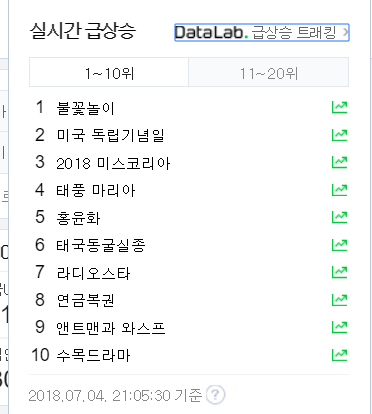 실시간 급상승
DataLab. 급상승 트래킹 >
1~10위
11~20위
1 불꽃놀이
2 미국 독립기념일
3 2018 미스코리아
4 태풍 마리아
5 홍윤화
6 태국동굴실종
7 라디오스타
8 연금복권
9 앤트맨과 와스프
10 수목드라마
2018.07.04. 21:05:30 기준 ?